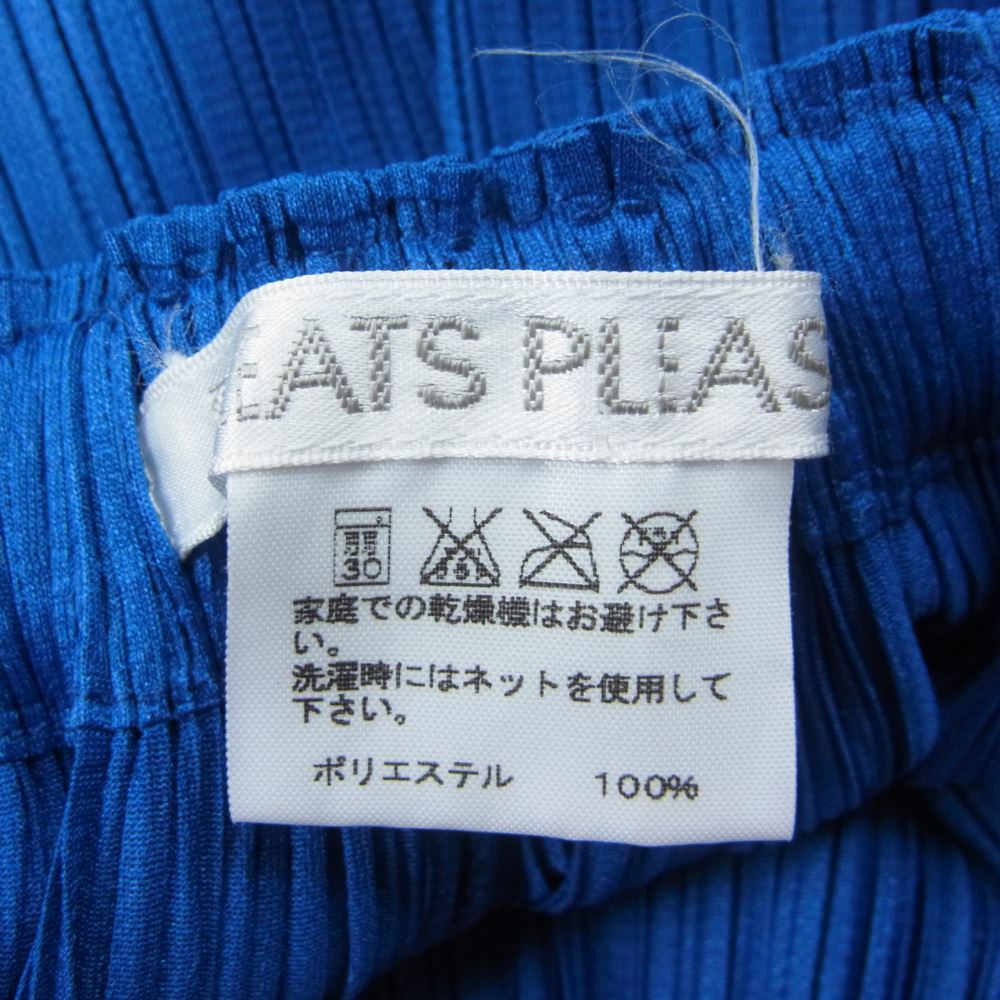 EATS PLEAS
30
家庭での乾燥機はお避け下さ
い。
洗濯時にはネットを使用して
下さい。
ポリエステル 100%